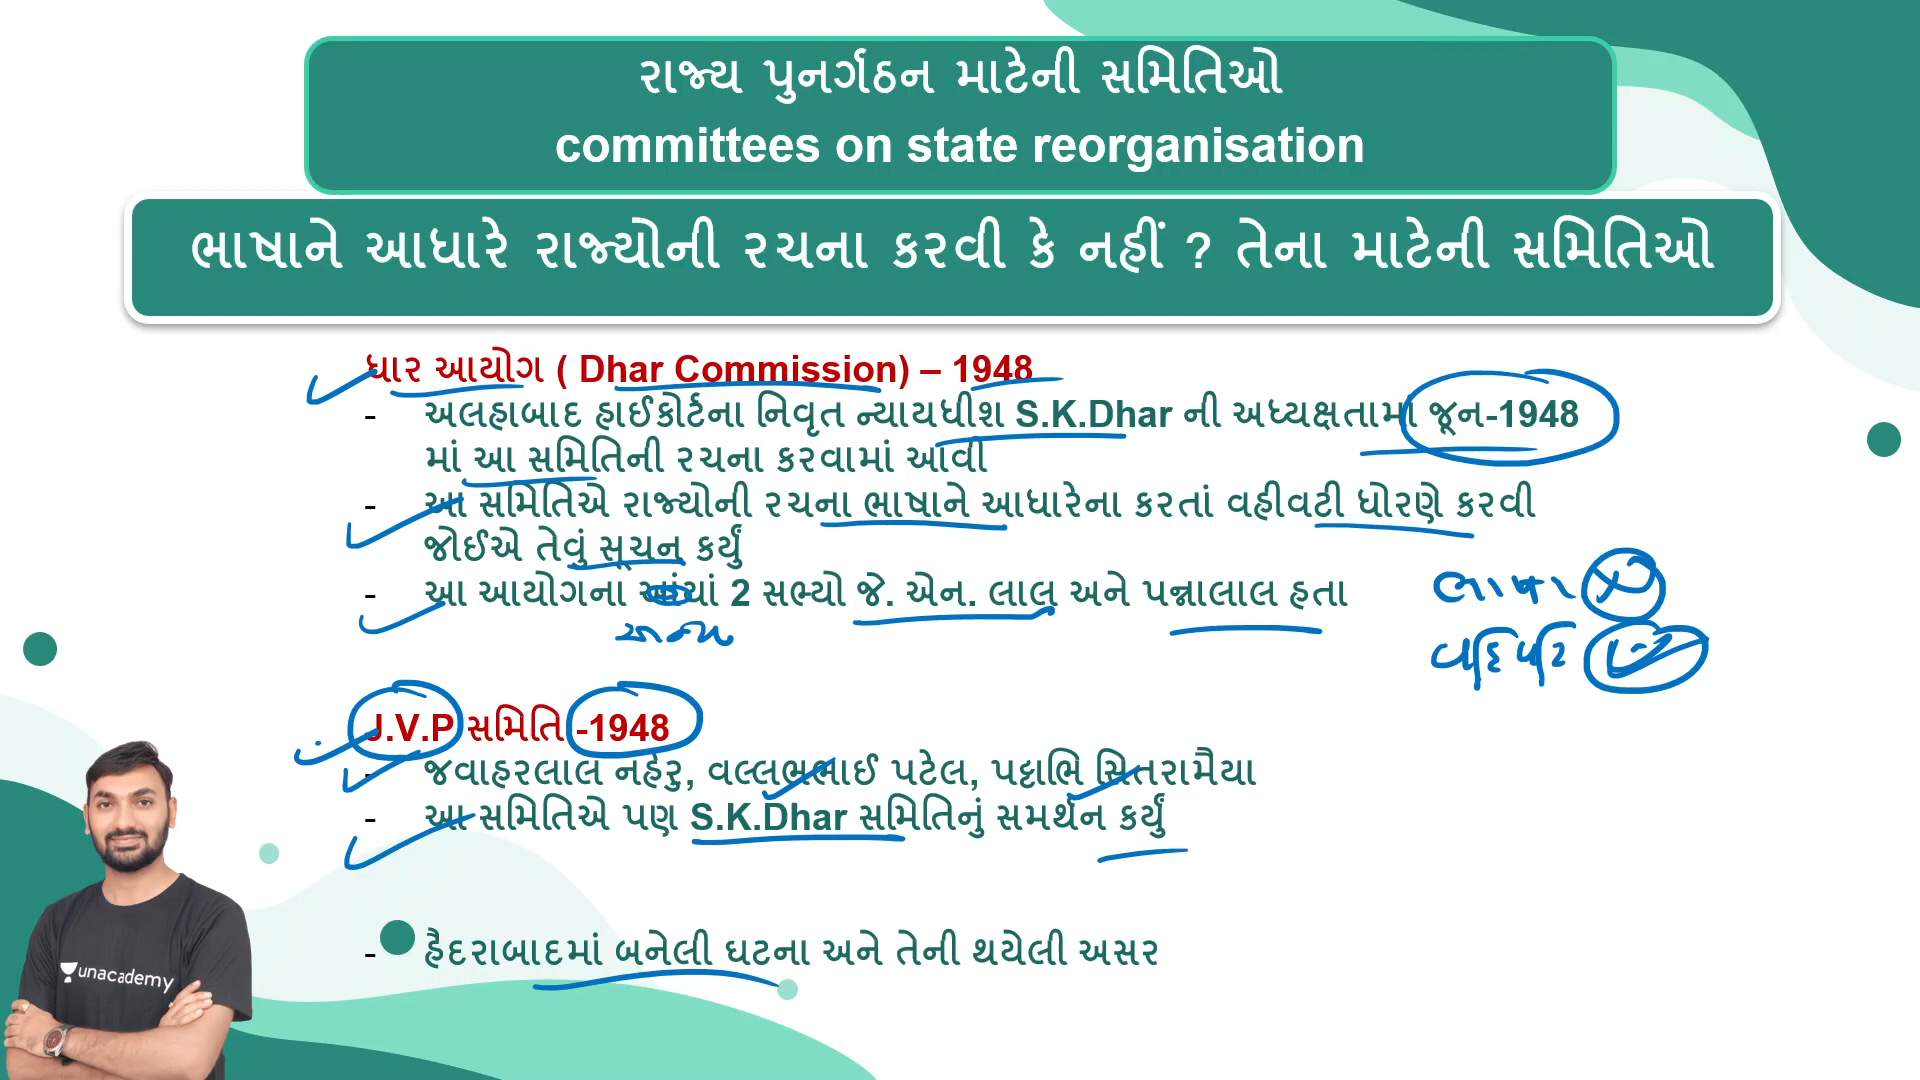 રાજ્ય પુનર્ગઠન માટેની સમિતિઓ
committees on state reorganisation
ભાષાને આધારે રાજ્યોની રચના કરવી કે નહીં ? તેના માટેની સમિતિઓ
ધાર આયોગ ( Dhar Commission) – 1948
- અલહાબાદ હાઈકોર્ટના નિવૃત ન્યાયધીશ S.K.Dhar ની અધ્યક્ષતામાં જૂન-1948
માં આ સમિતિની રચના કરવામાં આવી
- આ સમિતિએ રાજ્યોની રચના ભાષાને આધારેના કરતાં વહીવટી ધોરણે કરવી
જોઈએ તેવું સૂચન કર્યું
- આ આયોગના 2 સભ્યો જે. એન. લાલ અને પન્નાલાલ હતા
અન્ય
ભાષા
J.V.P સમિતિ -1948
- જવાહરલાલ નહેરુ, વલ્લભભાઈ પટેલ, પટ્ટાભિ સિતરામૈયા
- આ સમિતિએ પણ S.K.Dhar સમિતિનું સમર્થન કર્યું
- હૈદરાબાદમાં બનેલી ઘટના અને તેની થયેલી અસર
unacademy